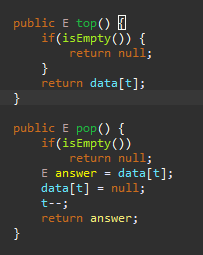 public E top() {
    if(isEmpty()) {
        return null;
    }
    return data[t];
}

public E pop() {
    if(isEmpty())
        return null;
    E answer = data[t];
    data[t] = null;
    t--;
    return answer;
}